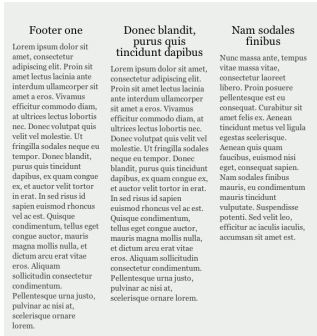 Footer one
Lorem ipsum dolor sit
amet, consectetur
adipiscing elit. Proin sit
amet lectus lacinia ante
interdum ullamcorper sit
amet a eros. Vivamus
efficitur commodo diam,
at ultrices lectus lobortis
nec. Donec volutpat quis
velit vel molestie. Ut
fringilla sodales neque eu
tempor. Donec blandit,
purus quis tincidunt
dapibus, ex quam congue
ex, et auctor velit tortor
in erat. In sed risus id
sapien euismod rhoncus
vel ac est. Quisque
condimentum, tellus eget
congue auctor, mauris
magna mollis nulla, et
dictum arcu erat vitae
eros. Aliquam
sollicitudin consectetur
condimentum.
Pellentesque urna justo,
pulvinar ac nisi at,
scelerisque ornare
lorem.
Donec blandit,
purus quis
tincidunt dapibus
Lorem ipsum dolor sit amet,
consectetur adipiscing elit.
Proin sit amet lectus lacinia
ante interdum ullamcorper
sit amet a eros. Vivamus
efficitur commodo diam, at
ultrices lectus lobortis nec.
Donec volutpat quis velit vel
molestie. Ut fringilla sodales
neque eu tempor. Donec
blandit, purus quis tincidunt
dapibus, ex quam congue ex,
et auctor velit tortor in erat.
In sed risus id sapien
euismod rhoncus vel ac est.
Quisque condimentum,
tellus eget congue auctor,
mauris magna mollis nulla,
et dictum arcu erat vitae
eros. Aliquam sollicitudin
consectetur condimentum.
Pellentesque urna justo,
pulvinar ac nisi at,
scelerisque ornare lorem.
Nam sodales
finibus
Nunc massa ante, tempus
vitae massa vitae,
consectetur laoreet
libero. Proin posuere
pellentesque est eu
consequat. Curabitur sit
amet felis ex. Aenean
tincidunt metus vel ligula
egestas scelerisque.
Aenean quis quam
faucibus, euismod nisi
eget, consequat sapien.
Nam sodales finibus
mauris, eu condimentum
mauris tincidunt
vulputate. Suspendisse
potenti. Sed velit leo,
efficitur ac iaculis iaculis,
accumsan sit amet est.